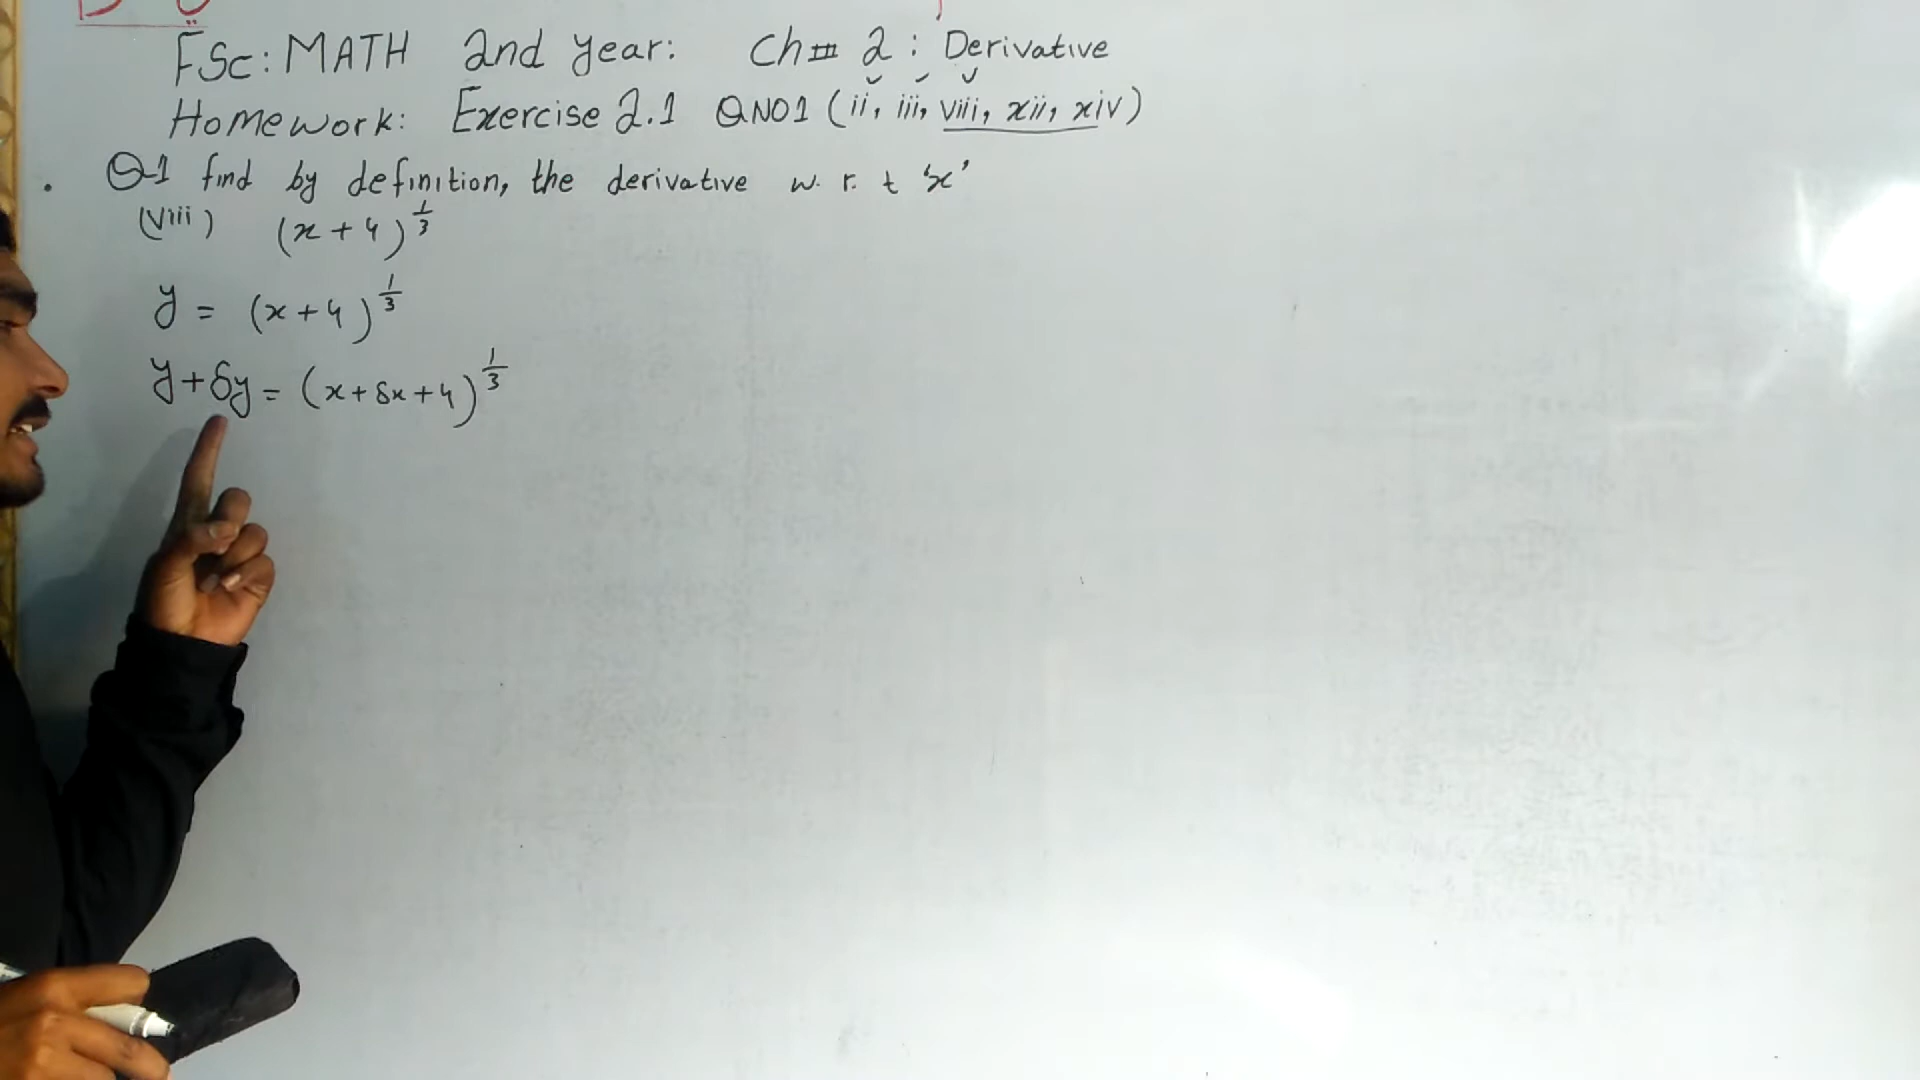 FSc: MATH 2nd year: Ch# 2: Derivative
Homework: Exercise 2.1 QNO1 (ii, iii, viii, xii, xiv)
Q1 find by definition, the derivative w. r. t 'x'
(viii) (x+4)^{1/3}
y = (x+4)^{1/3}
y+δy = (x+δx+4)^{1/3}